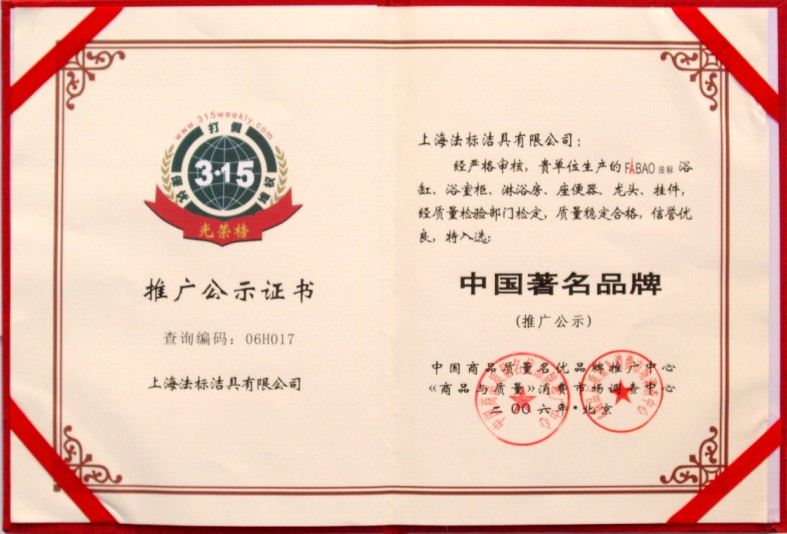 www.315weekly.com
打假
3·15
光荣榜
推广公示证书
查询编码：06H017
上海法标洁具有限公司
上海法标洁具有限公司：
经严格审核，贵单位生产的FABAO法标浴
缸、浴室柜、淋浴房、座便器、龙头、挂件，
经质量检验部门检定，质量稳定合格，信誉优
良，特入选：
中国著名品牌
（推广公示）
中国商品质量名优品牌推广中心
《商品与质量》消费市场调查中心
二00六年·北京